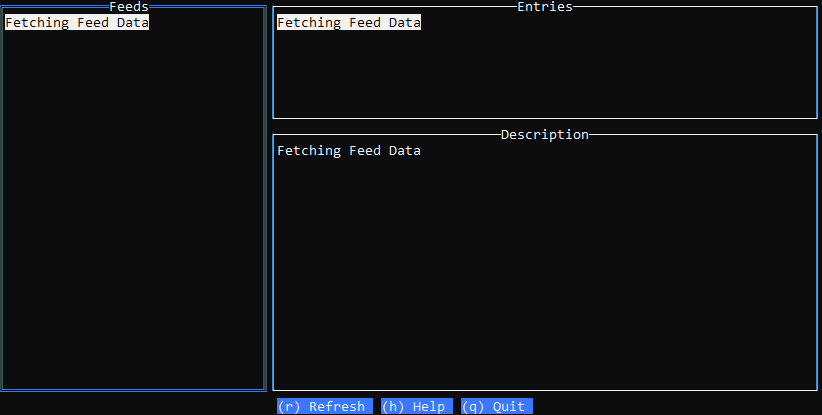 Feeds
Fetching Feed Data
Entries
Fetching Feed Data
Description
Fetching Feed Data
(r) Refresh (h) Help (q) Quit